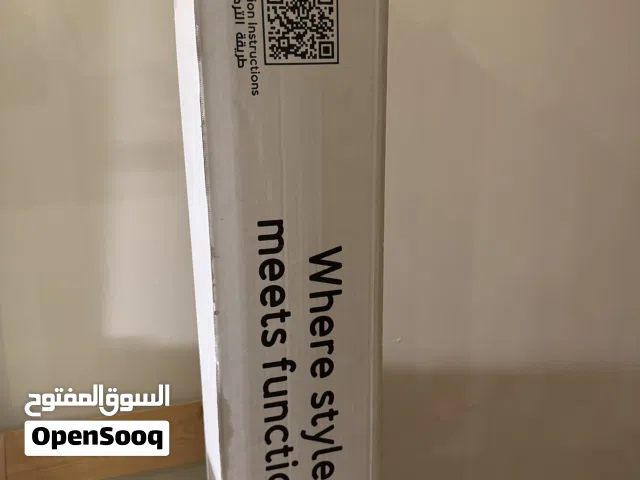 طريقة
Instructions
Where style
meets
السوق المفتوح
OpenSooq